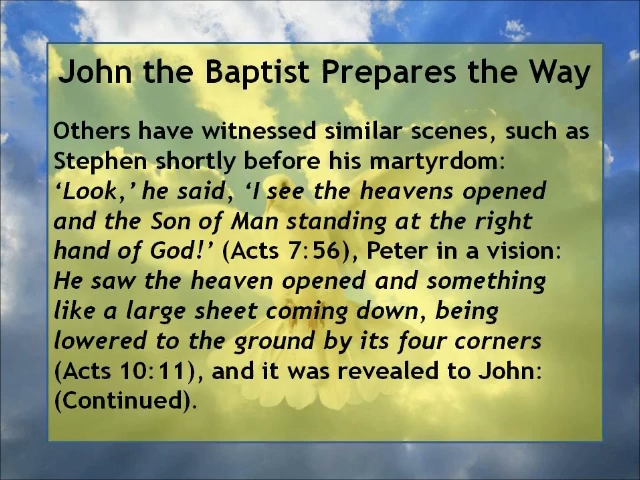 John the Baptist Prepares the Way
Others have witnessed similar scenes, such as
Stephen shortly before his martyrdom:
‘Look,’ he said, ‘I see the heavens opened
and the Son of Man standing at the right
hand of God!’ (Acts 7:56), Peter in a vision:
He saw the heaven opened and something
like a large sheet coming down, being
lowered to the ground by its four corners
(Acts 10:11), and it was revealed to John:
(Continued).